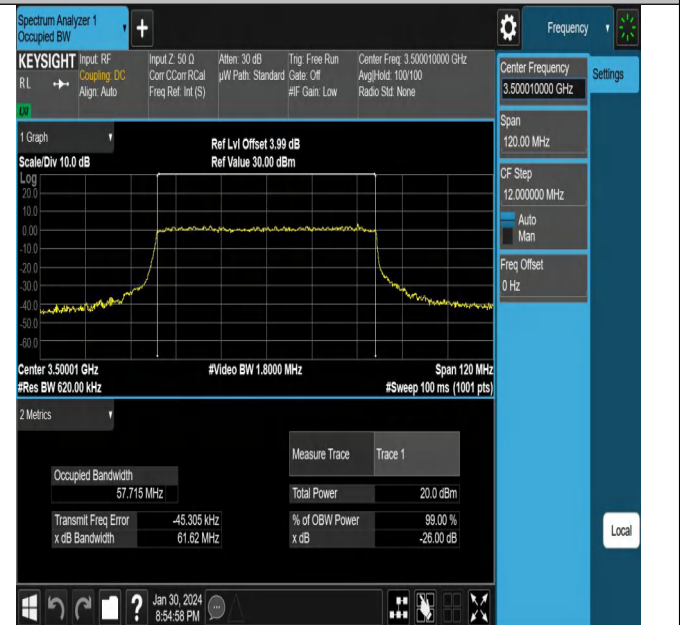 Spectrum Analyzer 1
Occupied BW
+
Frequency
KEYSIGHT Input: RF Input Z: 50 Ω Atten: 30 dB Trig: Free Run Center Freq: 3.500010000 GHz
RL Coupling: DC Corr CCorr RCal µW Path: Standard Gate: Off Avg|Hold: 100/100
Align: Auto Freq Ref: Int (S) #IF Gain: Low Radio Std: None
Center Frequency
3.500010000 GHz
Settings
Span
120.00 MHz
CF Step
12.000000 MHz
Auto
Man
Freq Offset
0 Hz
1 Graph
Ref Lvl Offset 3.99 dB
Scale/Div 10.0 dB Ref Value 30.00 dBm
Log
20.0
10.0
0.00
-10.0
-20.0
-30.0
-40.0
-50.0
-60.0
Center 3.50001 GHz #Video BW 1.8000 MHz Span 120 MHz
#Res BW 620.00 kHz #Sweep 100 ms (1001 pts)
2 Metrics
Measure Trace Trace 1
Occupied Bandwidth
57.715 MHz
Total Power 20.0 dBm
Transmit Freq Error -45.305 kHz % of OBW Power 99.00 %
x dB Bandwidth 61.62 MHz x dB -26.00 dB
Local
?
Jan 30, 2024
8:54:58 PM